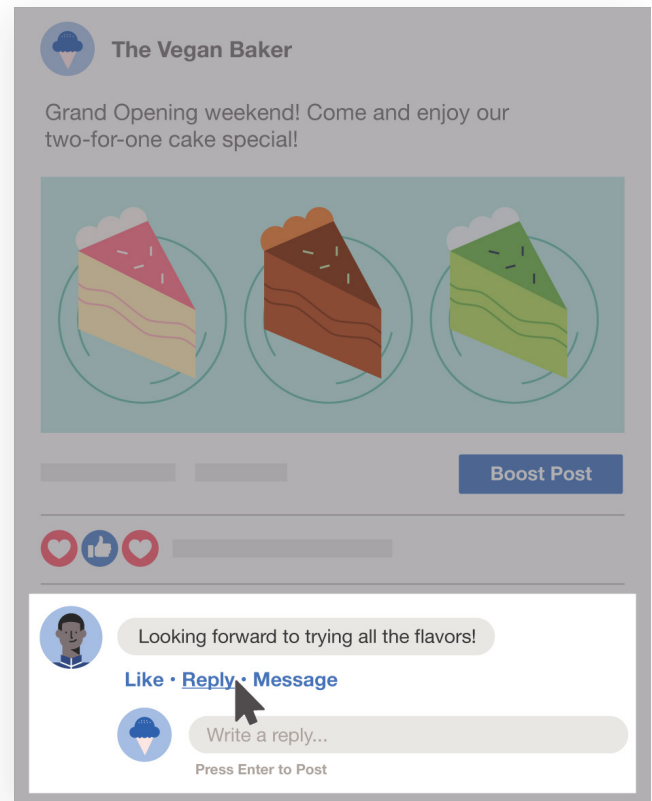 The Vegan Baker
Grand Opening weekend! Come and enjoy our
two-for-one cake special!
Boost Post
Looking forward to trying all the flavors!
Like • Reply • Message
Write a reply...
Press Enter to Post